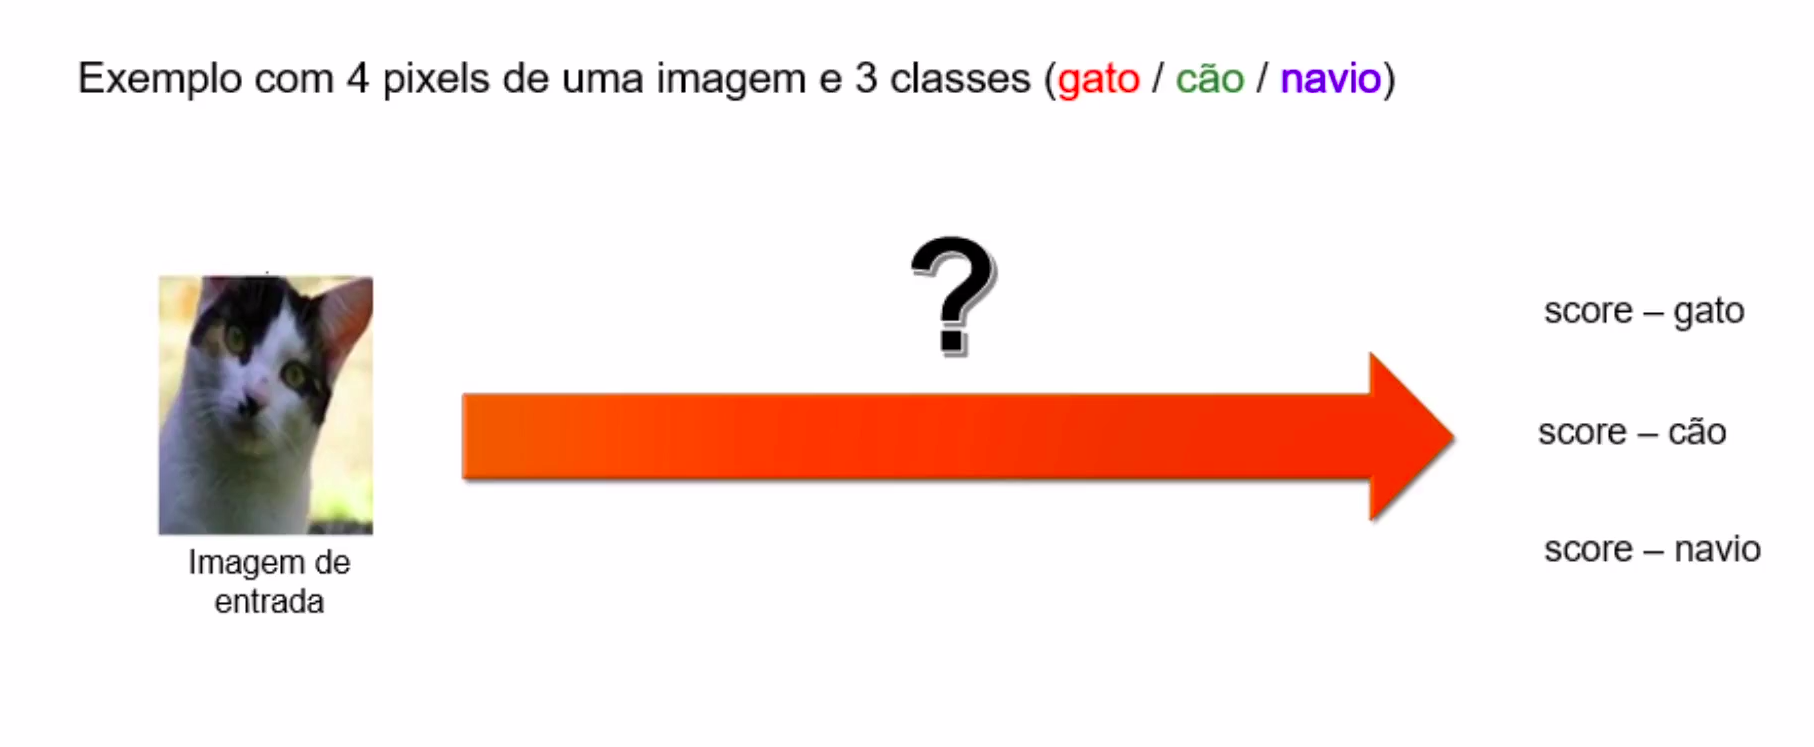 Exemplo com 4 pixels de uma imagem e 3 classes (gato / cão / navio)
?
score – gato
score – cão
score – navio
Imagem de
entrada